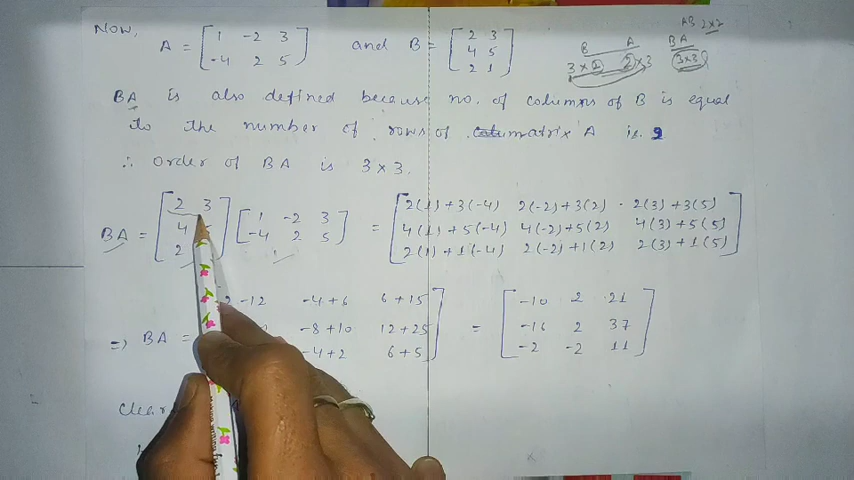 Now, A = [ 1 -2 3 and B = [ 2 3
-4 2 5 ] 4 5
2 1 ]
AB 2×2
B A BA
3 × 2 2 × 3 3×3
BA is also defined because no. of columns of B is equal
to the number of rows of matrix A is 2
∴ order of BA is 3 × 3.
BA = [ 2 3 ] [ 1 -2 3 ] = [ 2(1)+3(-4) 2(-2)+3(2) 2(3)+3(5)
4 -4 2 5 4(1)+5(-4) 4(-2)+5(2) 4(3)+5(5)
2 2(1)+1(-4) 2(-2)+1(2) 2(3)+1(5) ]
-12 -4+6 6+15 -10 2 21
⇒ BA = -8+10 12+25 ] = [ -16 2 37 ]
-4+2 6+5 -2 -2 11
Clear